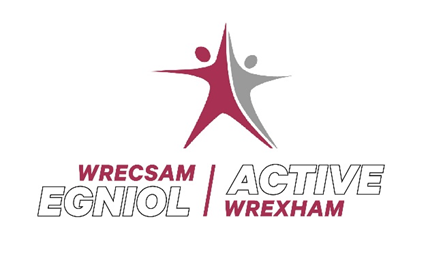 WRECSAM
EGNIOL
ACTIVE
WREXHAM